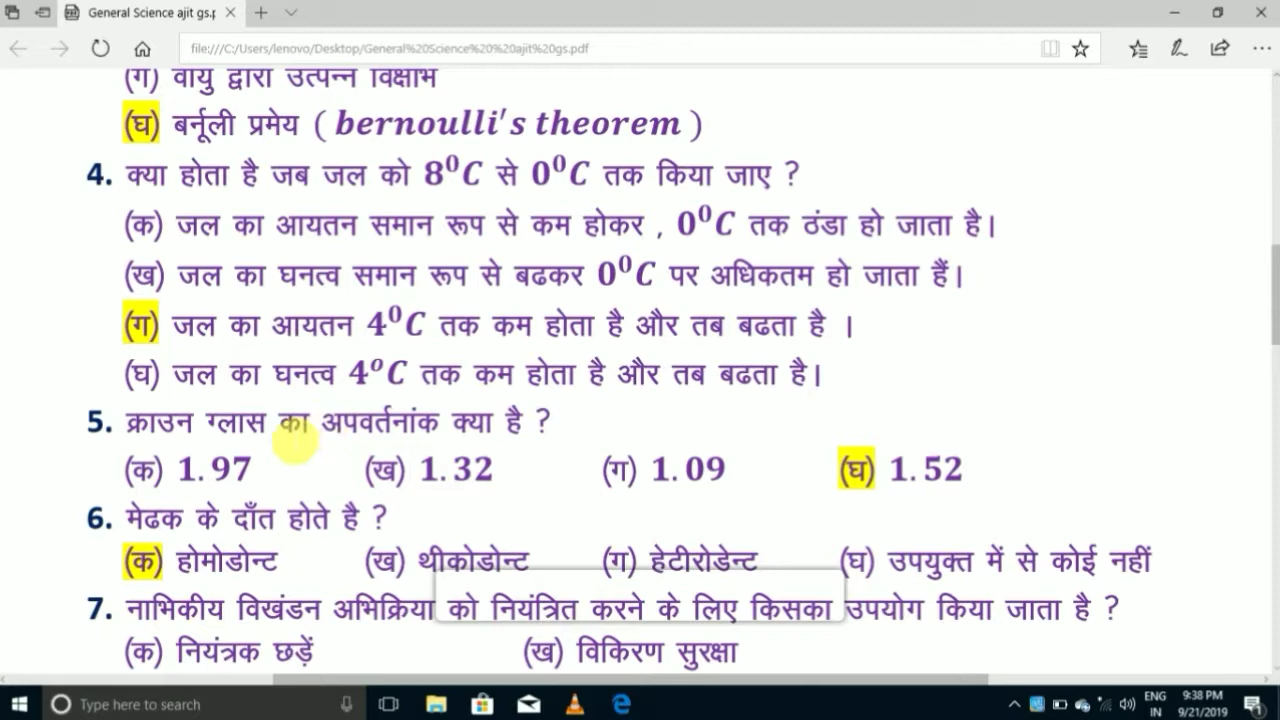 General Science ajit gs.p
file:///C:/Users/lenovo/Desktop/General%20Science%20%20ajit%20gs.pdf
(ग) वायु द्वारा उत्पन्न विक्षोभ
(घ) बर्नूली प्रमेय ( bernoulli's theorem )
4. क्या होता है जब जल को 8⁰C से 0⁰C तक किया जाए ?
(क) जल का आयतन समान रूप से कम होकर , 0⁰C तक ठंडा हो जाता है।
(ख) जल का घनत्व समान रूप से बढकर 0⁰C पर अधिकतम हो जाता हैं।
(ग) जल का आयतन 4⁰C तक कम होता है और तब बढता है ।
(घ) जल का घनत्व 4ᵒC तक कम होता है और तब बढता है।
5. क्राउन ग्लास का अपवर्तनांक क्या है ?
(क) 1.97 (ख) 1.32 (ग) 1.09 (घ) 1.52
6. मेढक के दाँत होते है ?
(क) होमोडोन्ट (ख) थीकोडोन्ट (ग) हेटीरोडेन्ट (घ) उपयुक्त में से कोई नहीं
7. नाभिकीय विखंडन अभिक्रिया को नियंत्रित करने के लिए किसका उपयोग किया जाता है ?
(क) नियंत्रक छड़ें (ख) विकिरण सुरक्षा
Type here to search
ENG 9:38 PM
IN 9/21/2019